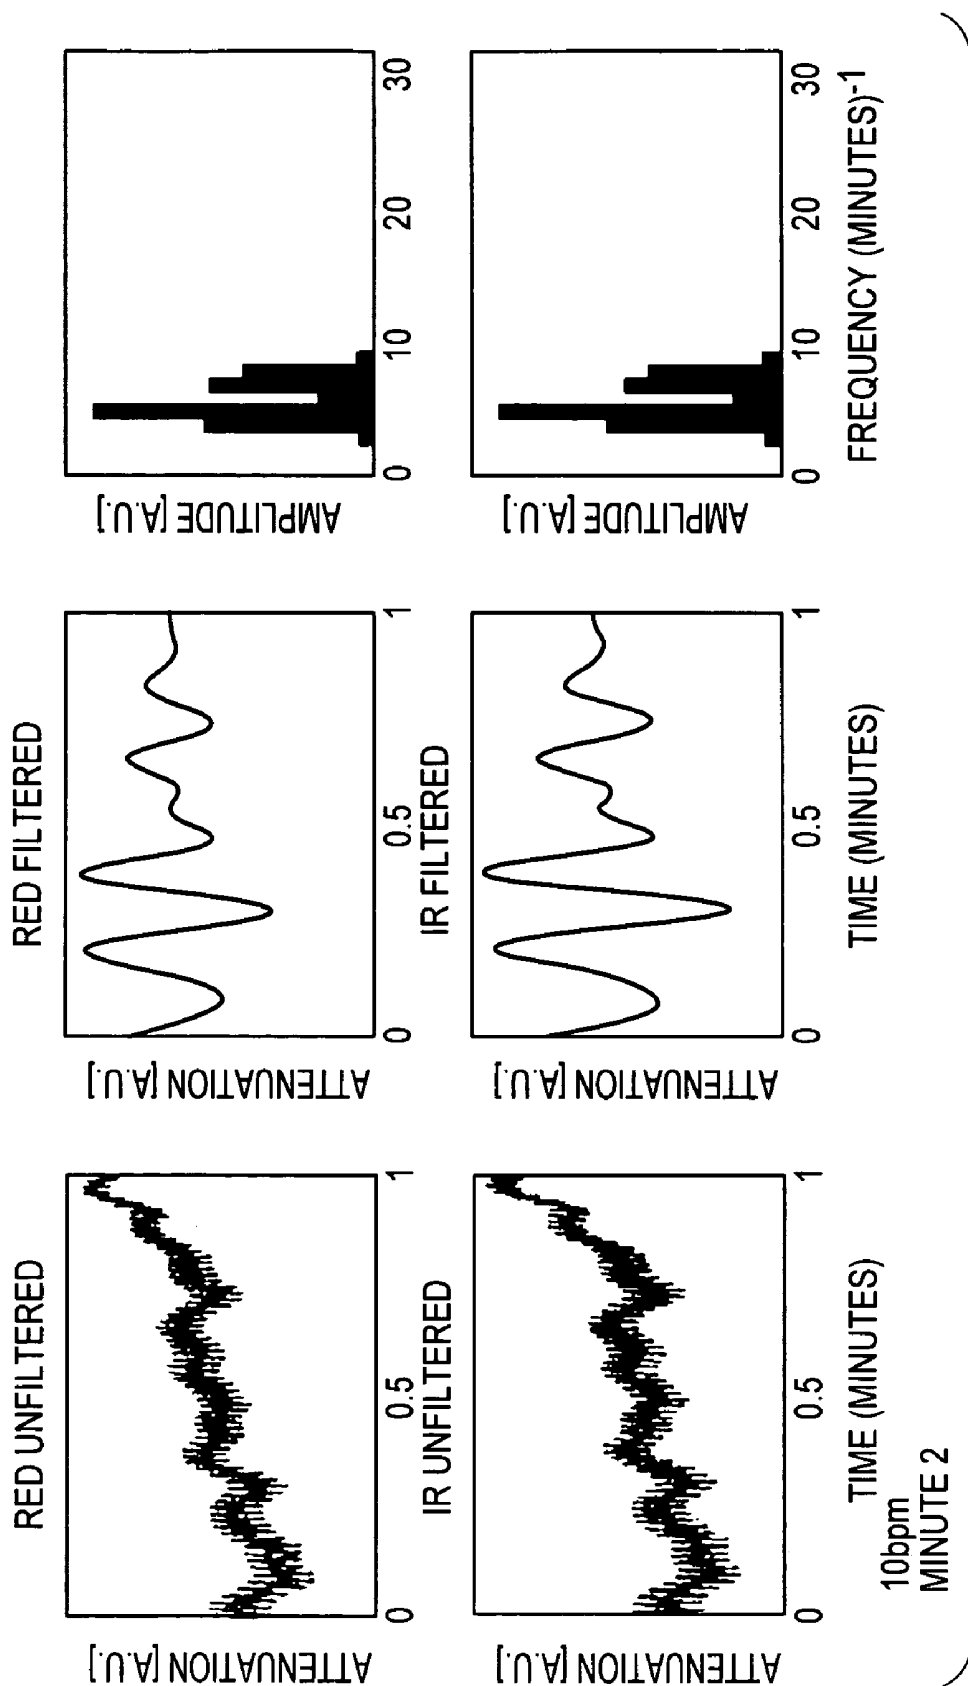 RED UNFILTERED
ATTENUATION [A.U.]
0 0.5 1
RED FILTERED
ATTENUATION [A.U.]
0 0.5 1
AMPLITUDE [A.U.]
0 10 20 30
IR UNFILTERED
ATTENUATION [A.U.]
0 0.5 1
TIME (MINUTES)
IR FILTERED
ATTENUATION [A.U.]
0 0.5 1
TIME (MINUTES)
AMPLITUDE [A.U.]
0 10 20 30
FREQUENCY (MINUTES)-1
10bpm
MINUTE 2